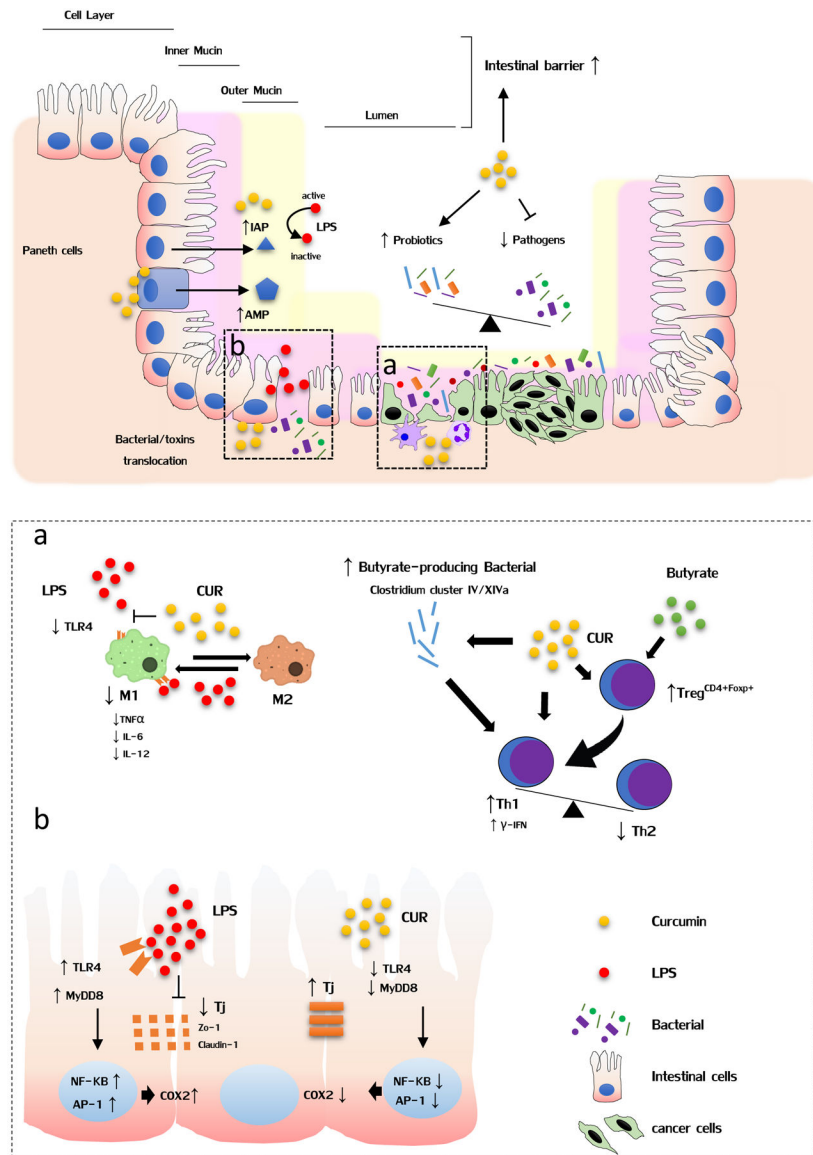 Cell Layer
Inner Mucin
Outer Mucin
Lumen
Intestinal barrier ↑
active
↑IAP
LPS
inactive
Paneth cells
↑ Probiotics
↓ Pathogens
↑AMP
b
a
Bacterial/toxins
translocation
a
LPS
CUR
↓ TLR4
↓ M1
M2
↓TNFα
↓ IL-6
↓ IL-12
↑ Butyrate-producing Bacterial
Clostridium cluster IV/XIVa
Butyrate
CUR
↑Treg CD4+Foxp+
↑Th1
↑ γ-IFN
↓ Th2
b
LPS
CUR
↑ TLR4
↑ MyDD8
↓ Tj
Zo-1
Claudin-1
↑ Tj
↓ TLR4
↓ MyDD8
NF-KB ↑
AP-1 ↑
COX2↑
COX2 ↓
NF-KB ↓
AP-1 ↓
Curcumin
LPS
Bacterial
Intestinal cells
cancer cells